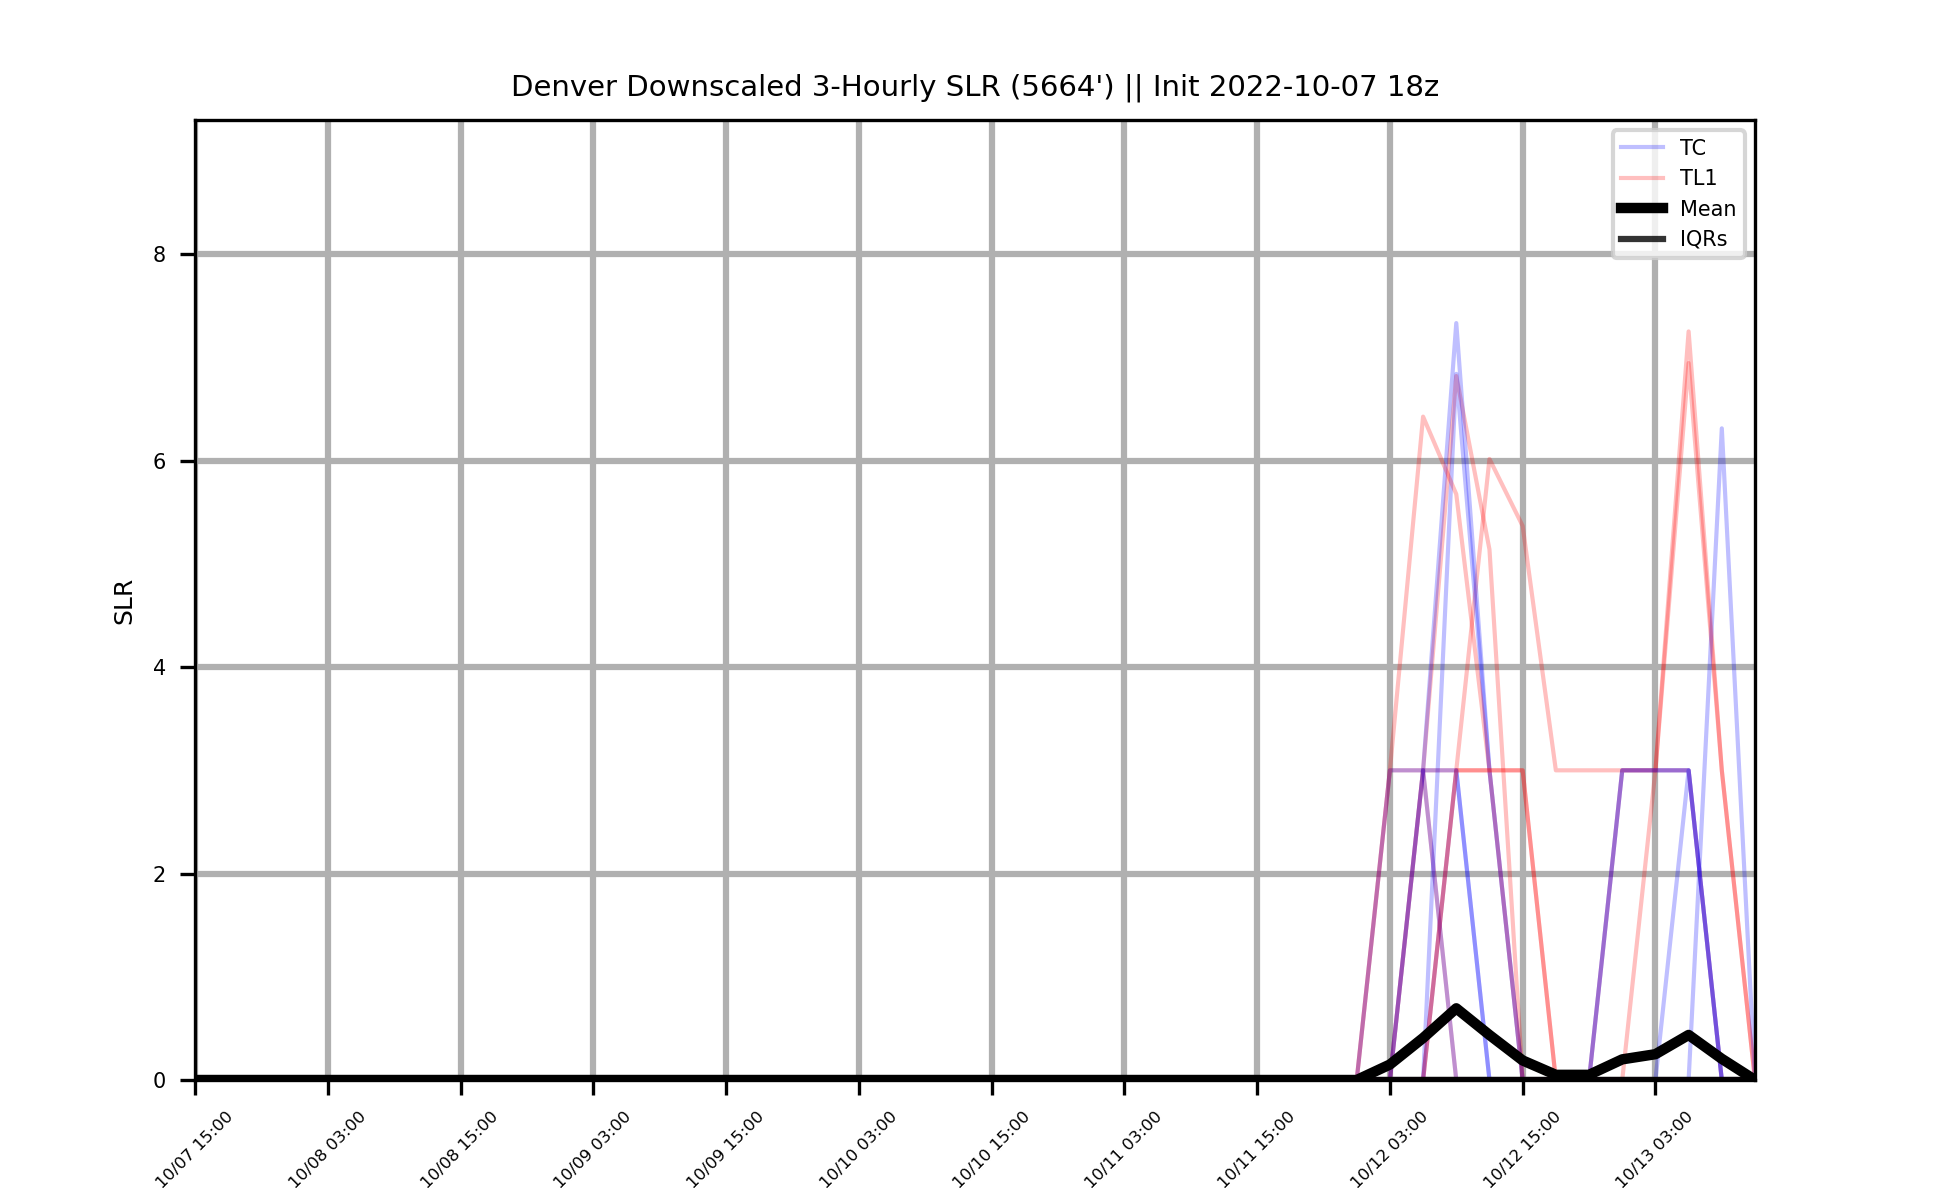 Denver Downscaled 3-Hourly SLR (5664') || Init 2022-10-07 18z
TC
TL1
Mean
IQRs
SLR
8
6
4
2
0
10/07 15:00
10/08 03:00
10/08 15:00
10/09 03:00
10/09 15:00
10/10 03:00
10/10 15:00
10/11 03:00
10/11 15:00
10/12 03:00
10/12 15:00
10/13 03:00